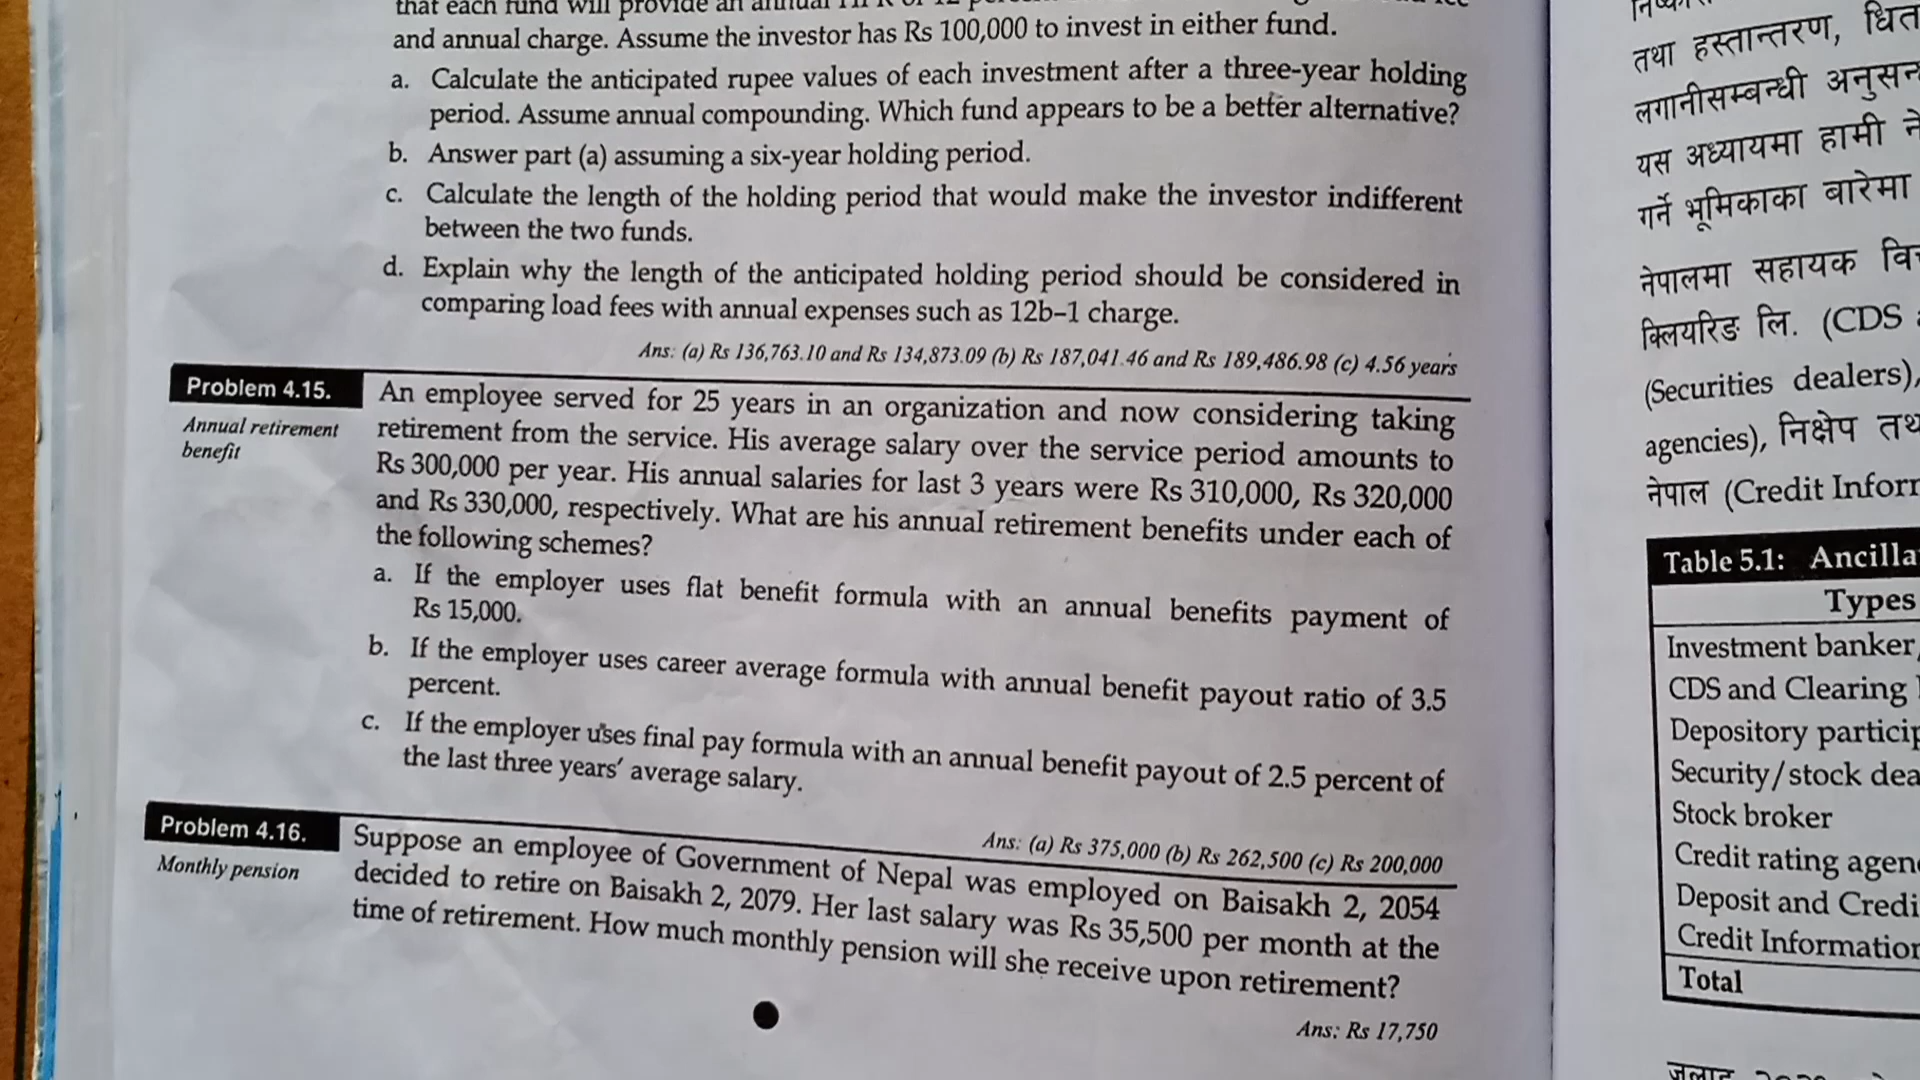 that each fund will provide an annual
and annual charge. Assume the investor has Rs 100,000 to invest in either fund.
a. Calculate the anticipated rupee values of each investment after a three-year holding
period. Assume annual compounding. Which fund appears to be a better alternative?
b. Answer part (a) assuming a six-year holding period.
c. Calculate the length of the holding period that would make the investor indifferent
between the two funds.
d. Explain why the length of the anticipated holding period should be considered in
comparing load fees with annual expenses such as 12b–1 charge.
Ans: (a) Rs 136,763.10 and Rs 134,873.09 (b) Rs 187,041.46 and Rs 189,486.98 (c) 4.56 years
Problem 4.15.
Annual retirement
benefit
An employee served for 25 years in an organization and now considering taking
retirement from the service. His average salary over the service period amounts to
Rs 300,000 per year. His annual salaries for last 3 years were Rs 310,000, Rs 320,000
and Rs 330,000, respectively. What are his annual retirement benefits under each of
the following schemes?
a. If the employer uses flat benefit formula with an annual benefits payment of
Rs 15,000.
b. If the employer uses career average formula with annual benefit payout ratio of 3.5
percent.
c. If the employer uses final pay formula with an annual benefit payout of 2.5 percent of
the last three years' average salary.
Ans: (a) Rs 375,000 (b) Rs 262,500 (c) Rs 200,000
Problem 4.16.
Monthly pension
Suppose an employee of Government of Nepal was employed on Baisakh 2, 2054
decided to retire on Baisakh 2, 2079. Her last salary was Rs 35,500 per month at the
time of retirement. How much monthly pension will she receive upon retirement?
Ans: Rs 17,750
तथा हस्तान्तरण, धित
लगानीसम्बन्धी अनुसन्
यस अध्यायमा हामी ने
गर्ने भूमिकाका बारेमा
नेपालमा सहायक वि
क्लियरिङ लि. (CDS
(Securities dealers),
agencies), निक्षेप तथ
नेपाल (Credit Inform
Table 5.1: Ancilla
Types
Investment banker,
CDS and Clearing
Depository particip
Security/stock dea
Stock broker
Credit rating agen
Deposit and Credi
Credit Information
Total